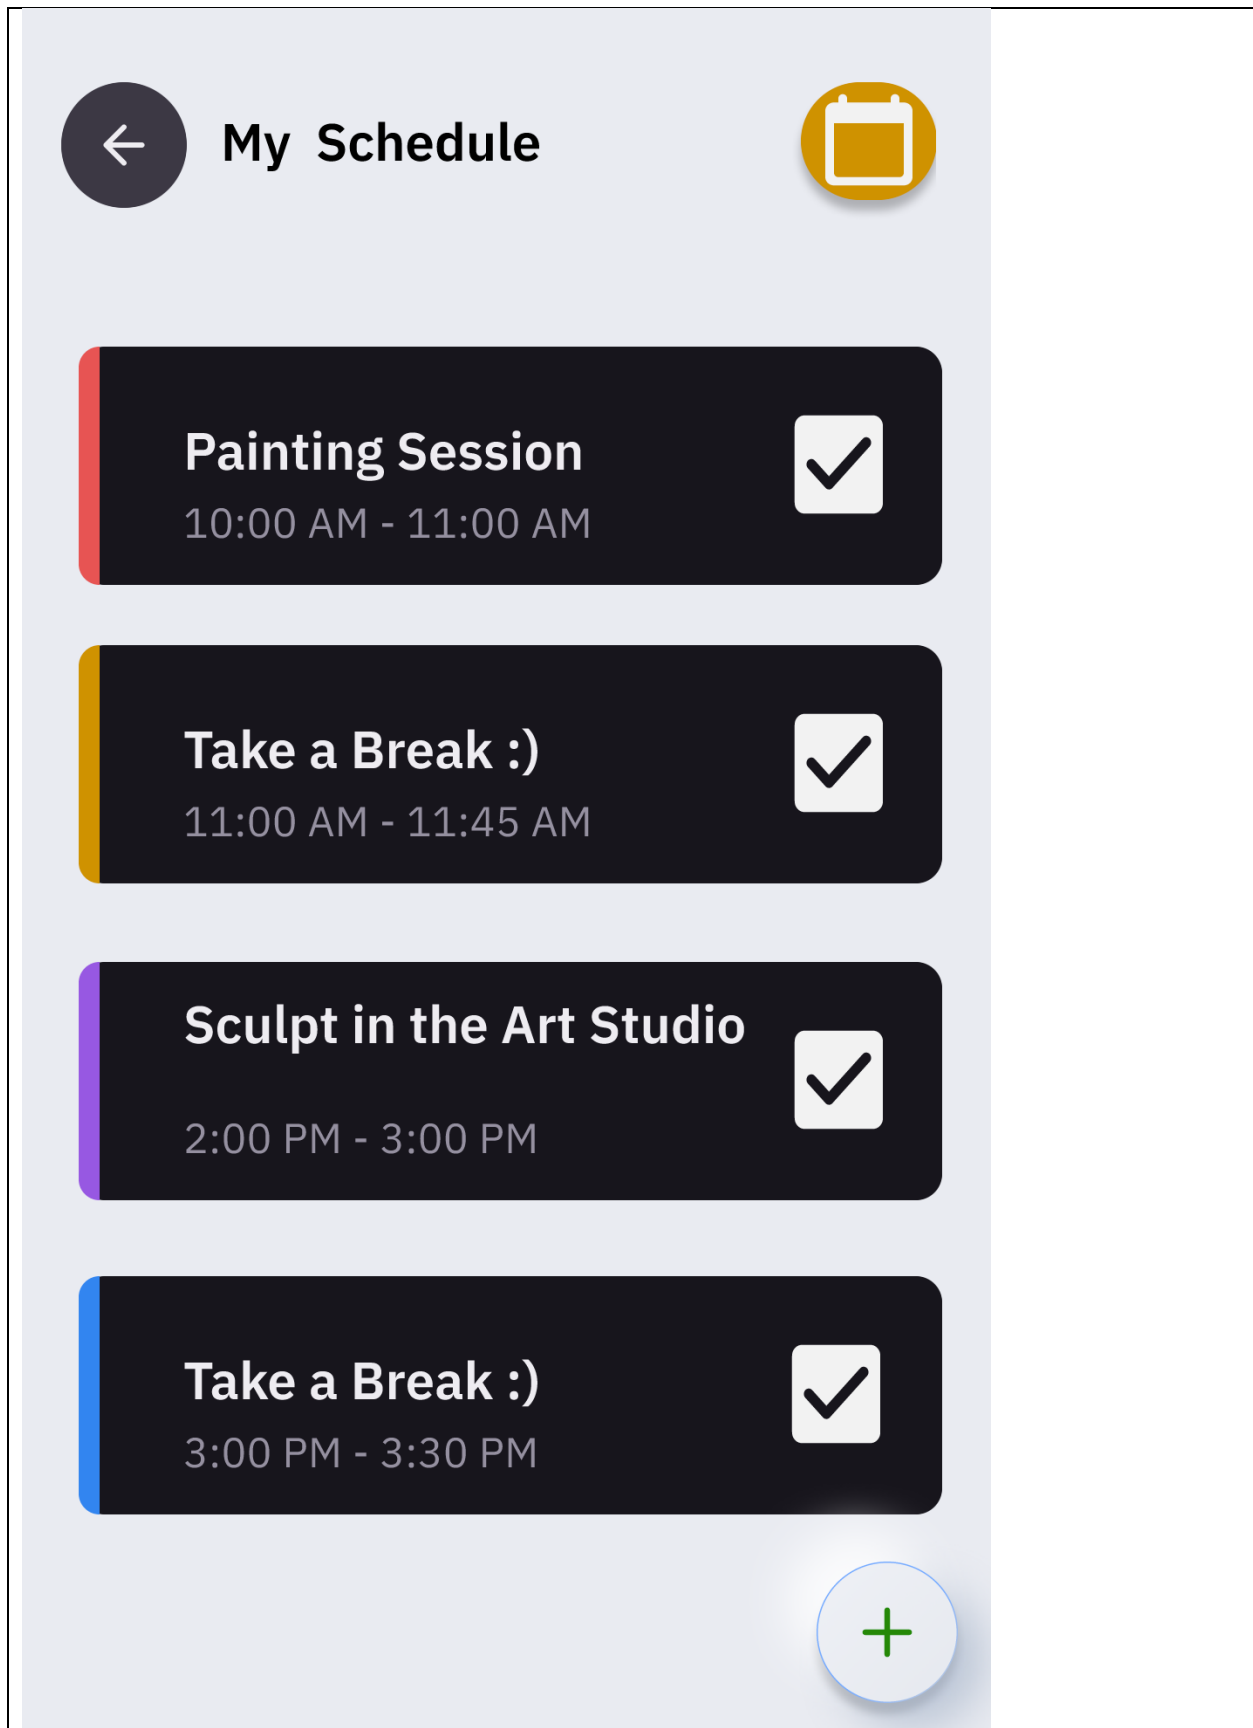 My Schedule
Painting Session
10:00 AM - 11:00 AM
Take a Break :)
11:00 AM - 11:45 AM
Sculpt in the Art Studio
2:00 PM - 3:00 PM
Take a Break :)
3:00 PM - 3:30 PM